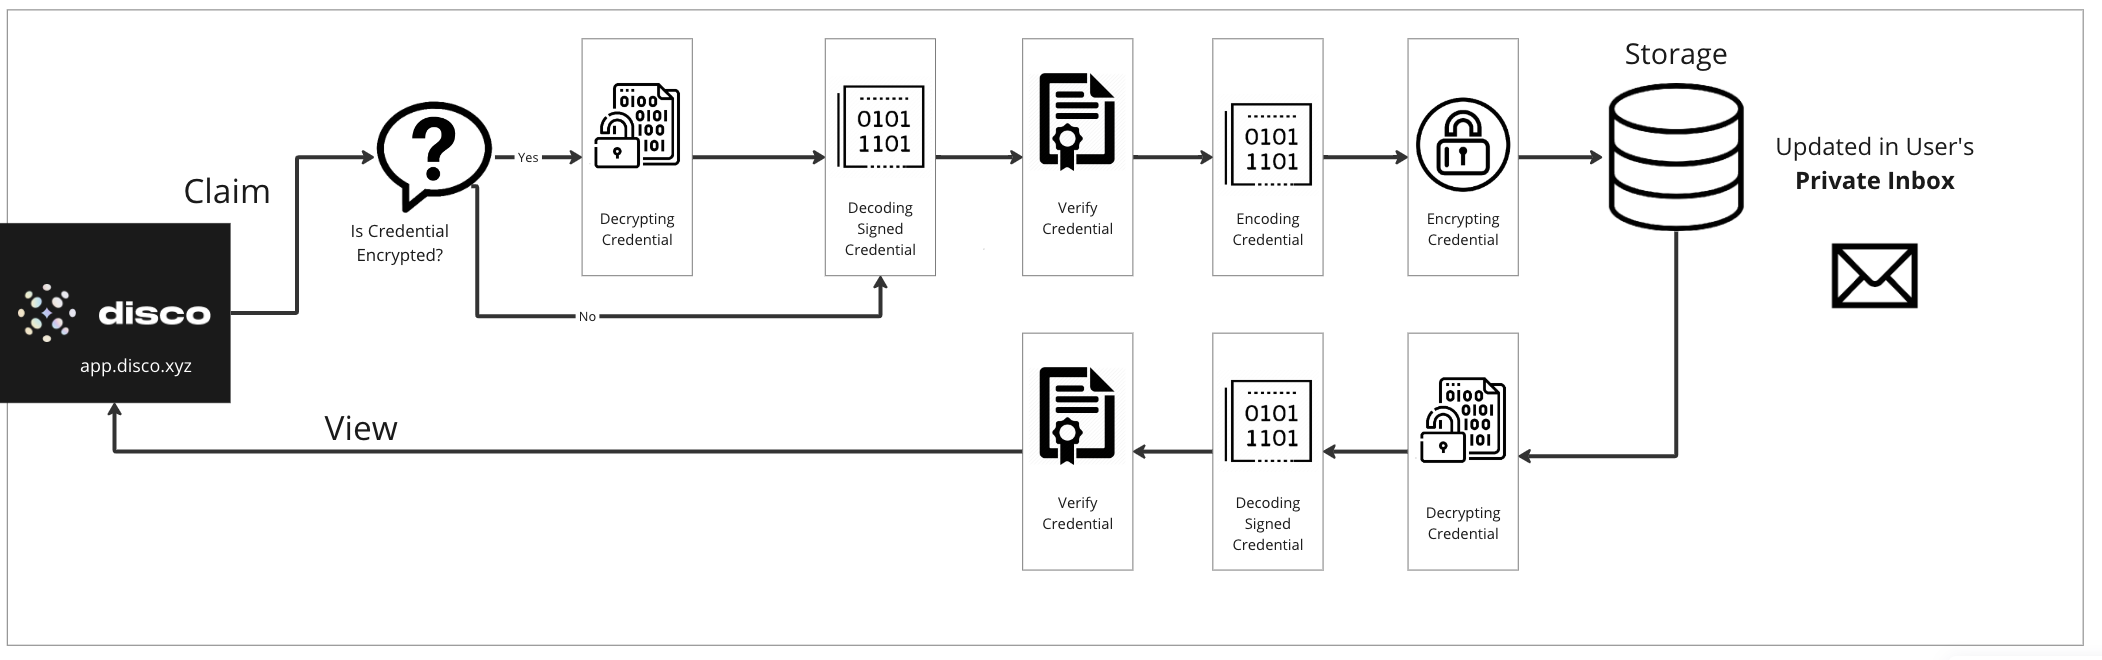 Storage
0100
0101
100
101
0101
1101
0101
1101
Yes
Updated in User's
Private Inbox
Claim
Is Credential
Encrypted?
Decrypting
Credential
Decoding
Signed
Credential
Verify
Credential
Encoding
Credential
Encrypting
Credential
disco
app.disco.xyz
No
View
0101
1101
0100
0101
100
101
Verify
Credential
Decoding
Signed
Credential
Decrypting
Credential